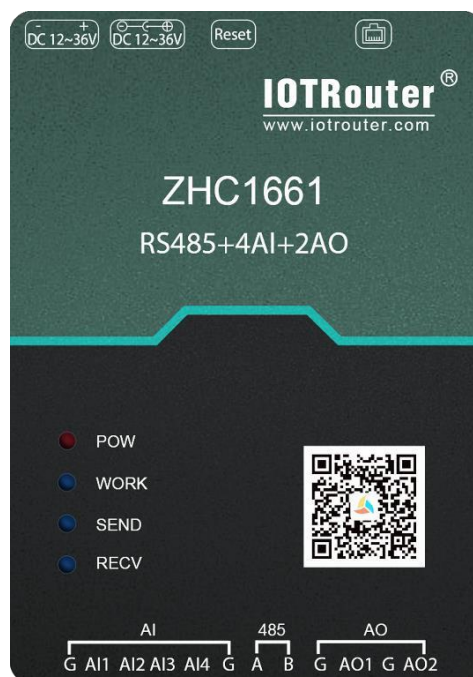 - +
DC 12~36V
DC 12~36V
Reset
IOTRouter®
www.iotrouter.com
ZHC1661
RS485+4AI+2AO
POW
WORK
SEND
RECV
AI 485 AO
G AI1 AI2 AI3 AI4 G A B G AO1 G AO2